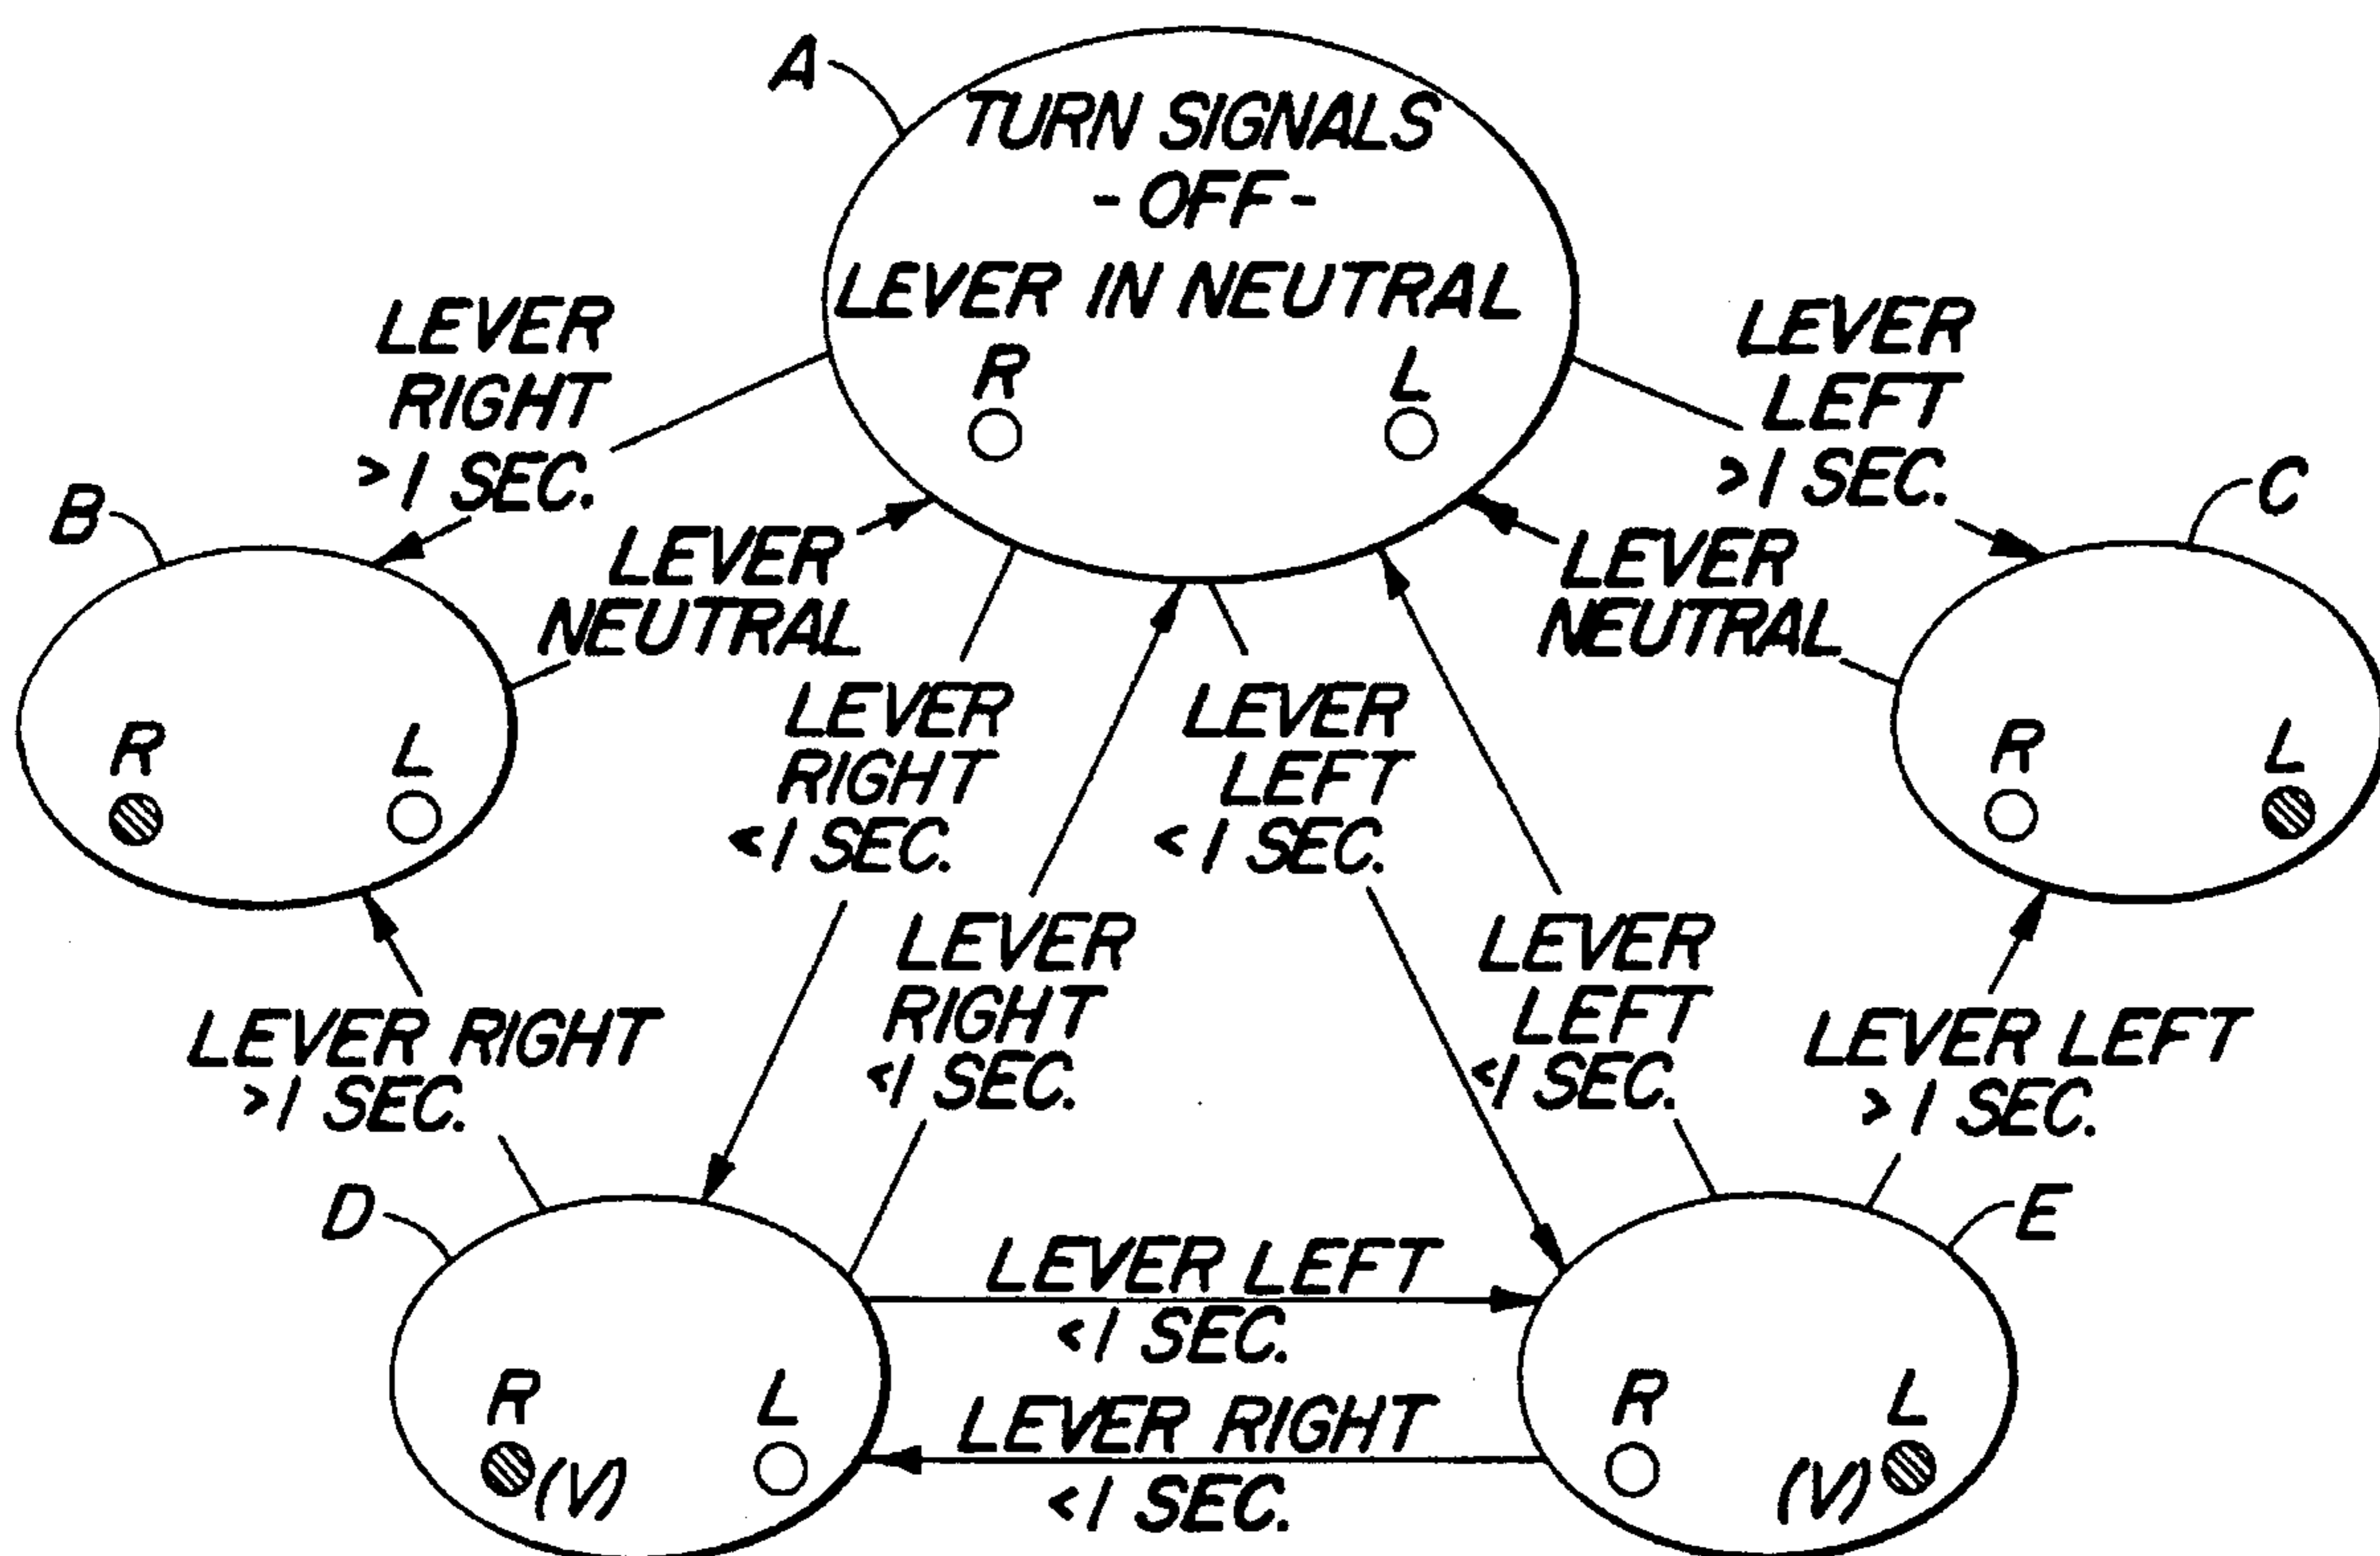 A
TURN SIGNALS
- OFF -
LEVER IN NEUTRAL
R L
LEVER
RIGHT
>1 SEC.
LEVER
LEFT
>1 SEC.
B
C
LEVER
NEUTRAL
LEVER
NEUTRAL
R L
R L
LEVER
RIGHT
<1 SEC.
LEVER
LEFT
<1 SEC.
LEVER
RIGHT
<1 SEC.
LEVER
LEFT
<1 SEC.
LEVER RIGHT
>1 SEC.
LEVER LEFT
>1 SEC.
D
E
LEVER LEFT
<1 SEC.
R L
(V)
LEVER RIGHT
<1 SEC.
R L
(V)